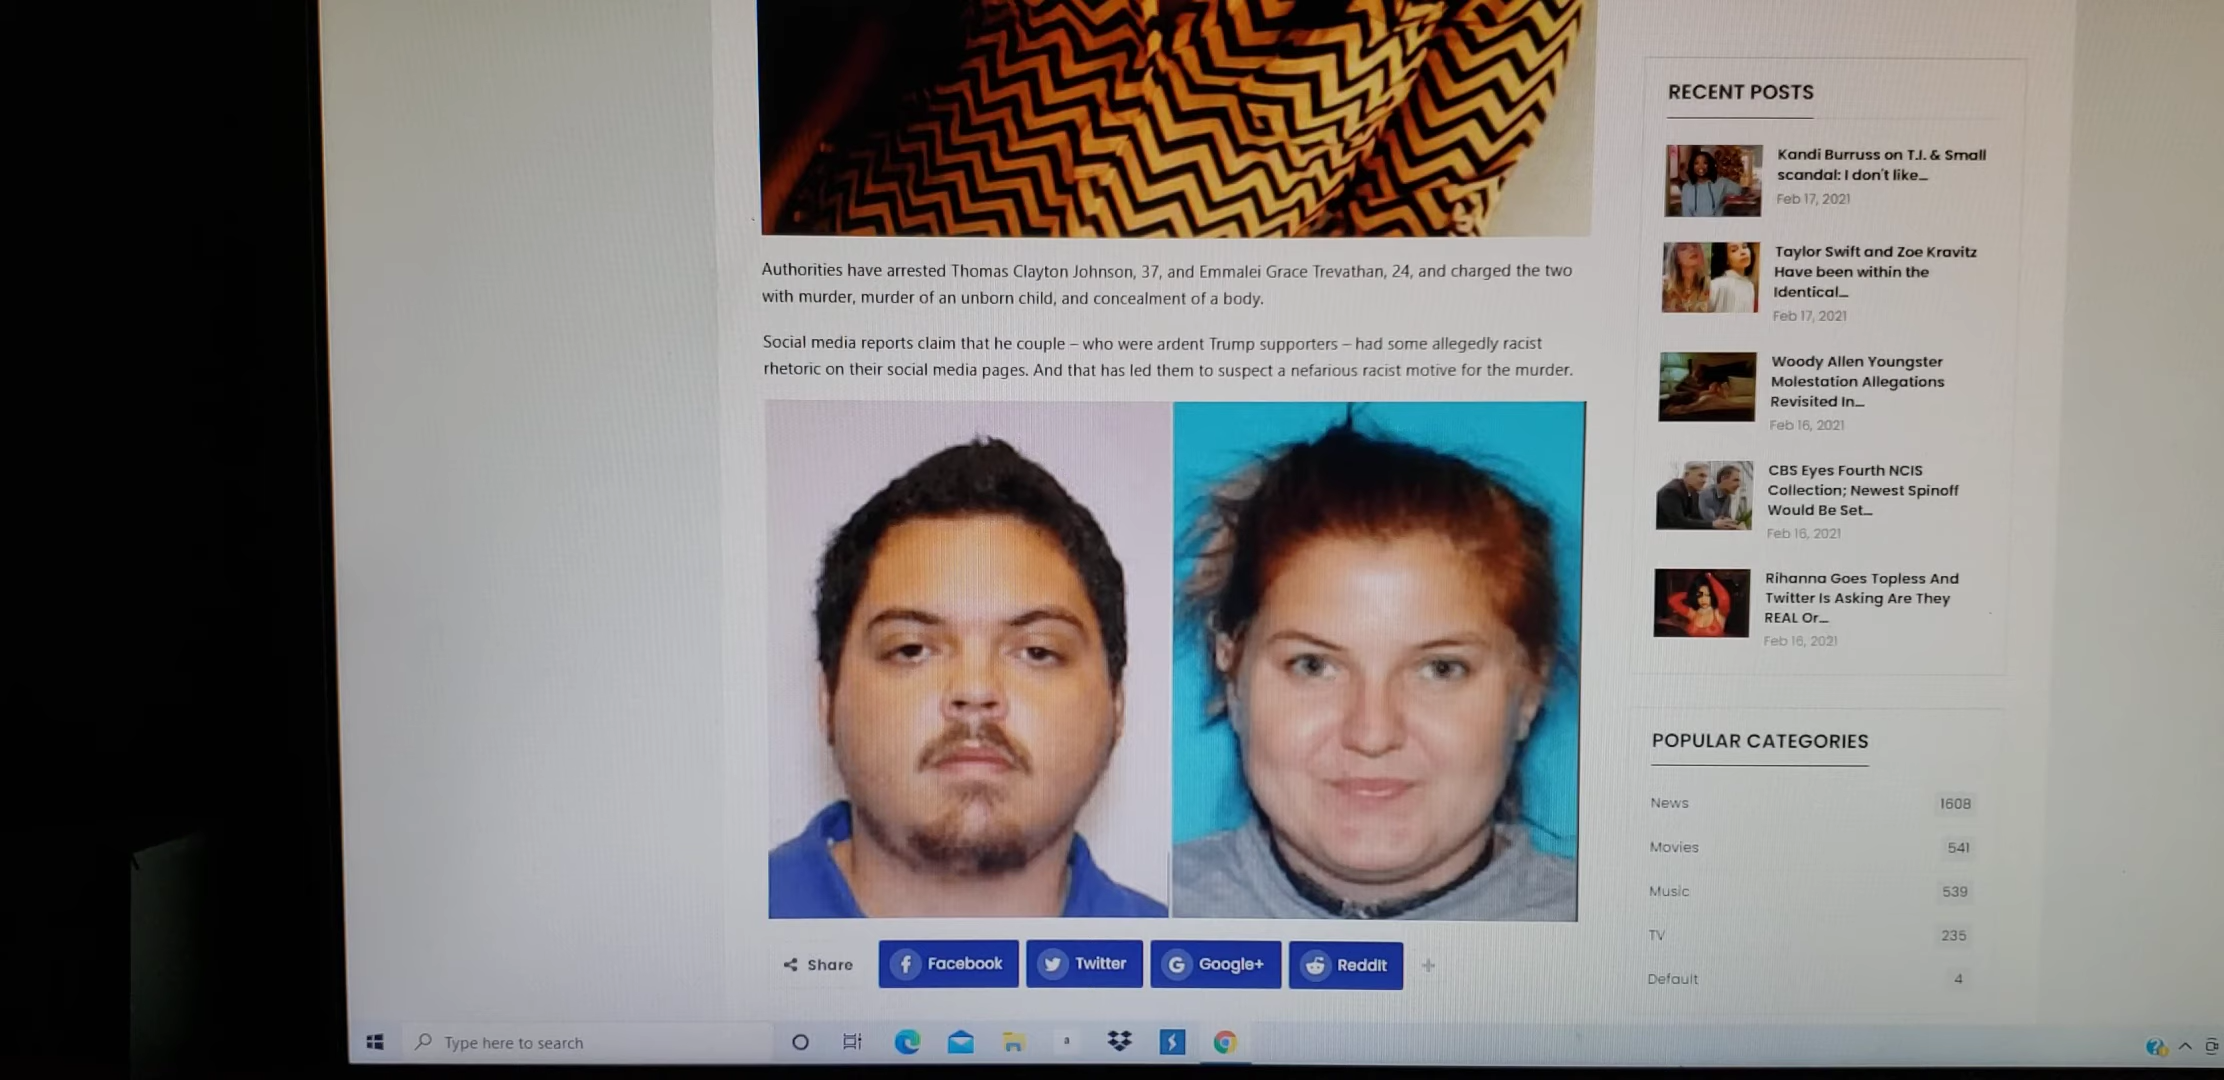 Authorities have arrested Thomas Clayton Johnson, 37, and Emmalei Grace Trevathan, 24, and charged the two
with murder, murder of an unborn child, and concealment of a body.
Social media reports claim that he couple – who were ardent Trump supporters – had some allegedly racist
rhetoric on their social media pages. And that has led them to suspect a nefarious racist motive for the murder.
Share
Facebook
Twitter
Google+
ReddIt
RECENT POSTS
Kandi Burruss on T.I. & Small
scandal: I don't like...
Feb 17, 2021
Taylor Swift and Zoe Kravitz
Have been within the
Identical...
Feb 17, 2021
Woody Allen Youngster
Molestation Allegations
Revisited In...
Feb 16, 2021
CBS Eyes Fourth NCIS
Collection; Newest Spinoff
Would Be Set...
Feb 16, 2021
Rihanna Goes Topless And
Twitter Is Asking Are They
REAL Or...
Feb 16, 2021
POPULAR CATEGORIES
News 1608
Movies 541
Music 539
TV 235
Default 4
Type here to search
a